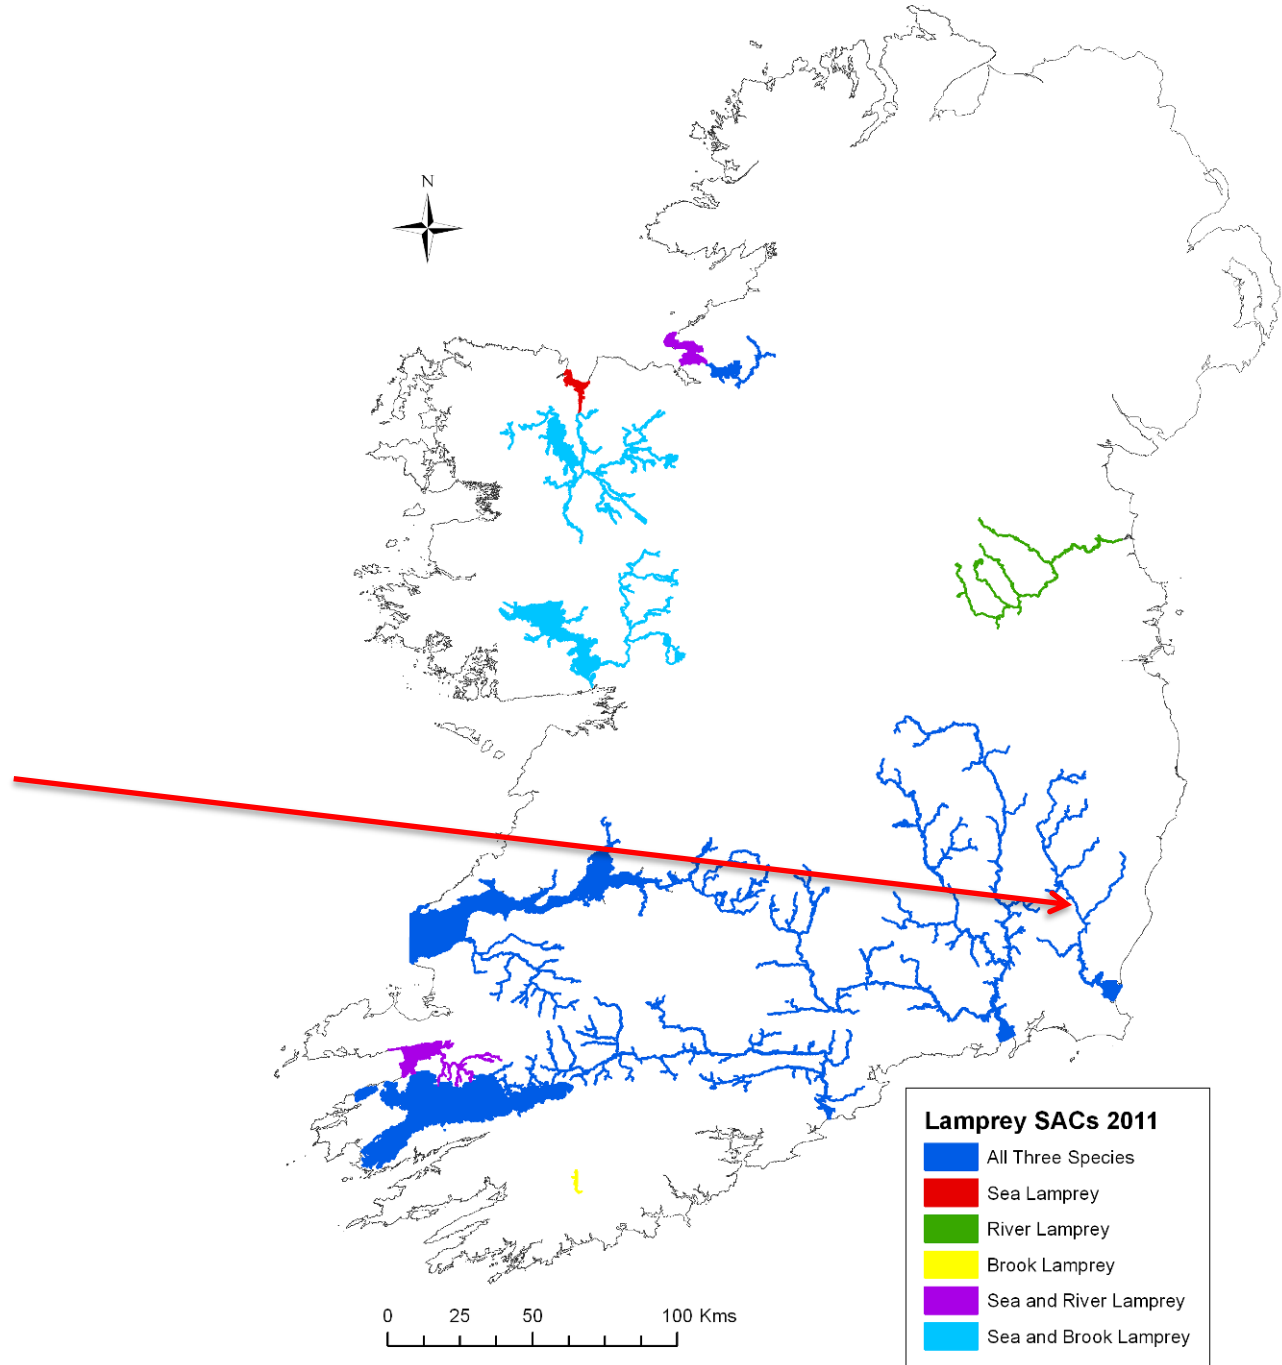 N
Lamprey SACs 2011
All Three Species
Sea Lamprey
River Lamprey
Brook Lamprey
Sea and River Lamprey
Sea and Brook Lamprey
0 25 50 100 Kms